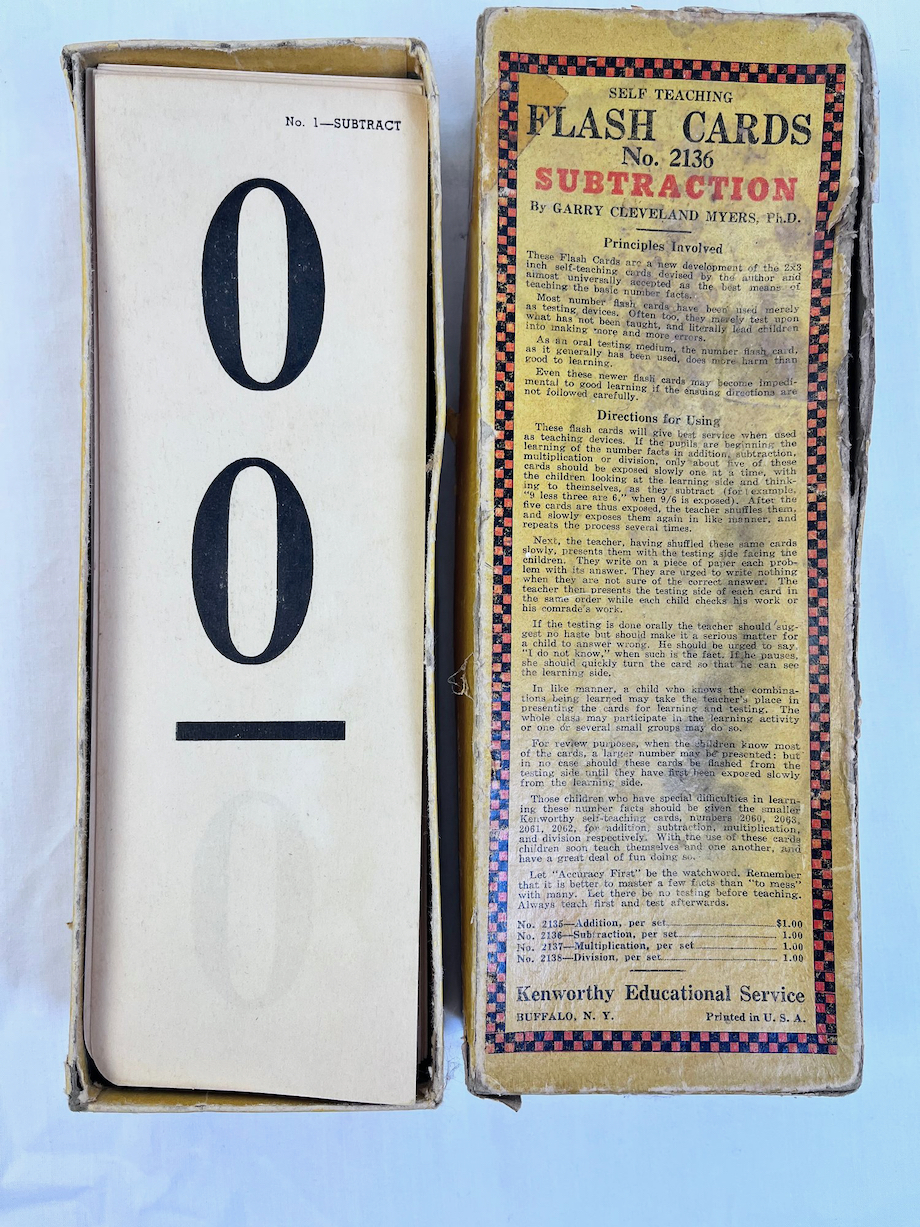 No. 1—SUBTRACT
0
0
0
SELF TEACHING
FLASH CARDS
No. 2136
SUBTRACTION
By GARRY CLEVELAND MYERS, Ph.D.
Principles Involved
These Flash Cards are a new development of the 2x3
inch self-teaching cards devised by the author and
almost universally accepted as the best means of
teaching the basic number facts.
Most number flash cards have been used merely
as testing devices. Often too, they merely test upon
what has not been taught, and literally lead children
into making more and more errors.
As an oral testing medium, the number flash card,
as it generally has been used, does more harm than
good to learning.
Even these newer flash cards may become impedi-
mental to good learning if the ensuing directions are
not followed carefully.
Directions for Using
These flash cards will give best service when used
as teaching devices. If the pupils are beginning the
learning of the number facts in addition, subtraction,
multiplication or division, only about five of these
cards should be exposed slowly one at a time, with
the children looking at the learning side and think-
ing to themselves, as they subtract (for example,
"9 less three are 6," when 9/6 is exposed). After the
five cards are thus exposed, the teacher shuffles them,
and slowly exposes them again in like manner, and
repeats the process several times.
Next, the teacher, having shuffled these same cards
slowly, presents them with the testing side facing the
children. They write on a piece of paper each prob-
lem with its answer. They are urged to write nothing
when they are not sure of the correct answer. The
teacher then presents the testing side of each card in
the same order while each child checks his work or
his comrade's work.
If the testing is done orally the teacher should sug-
gest no haste but should make it a serious matter for
a child to answer wrong. He should be urged to say,
"I do not know," when such is the fact. If he pauses,
she should quickly turn the card so that he can see
the learning side.
In like manner, a child who knows the combina-
tions being learned may take the teacher's place in
presenting the cards for learning and testing. The
whole class may participate in the learning activity
or one or several small groups may do so.
For review purposes, when the children know most
of the cards, a larger number may be presented: but
in no case should these cards be flashed from the
testing side until they have first been exposed slowly
from the learning side.
Those children who have special difficulties in learn-
ing these number facts should be given the smaller
Kenworthy self-teaching cards, numbers 2060, 2063,
2061, 2062, for addition, subtraction, multiplication,
and division respectively. With the use of these cards
children soon teach themselves and one another, and
have a great deal of fun doing so.
Let "Accuracy First" be the watchword. Remember
that it is better to master a few facts than "to mess"
with many. Let there be no testing before teaching.
Always teach first and test afterwards.
No. 2135—Addition, per set $1.00
No. 2136—Subtraction, per set 1.00
No. 2137—Multiplication, per set 1.00
No. 2138—Division, per set 1.00
Kenworthy Educational Service
BUFFALO, N. Y. Printed in U. S. A.